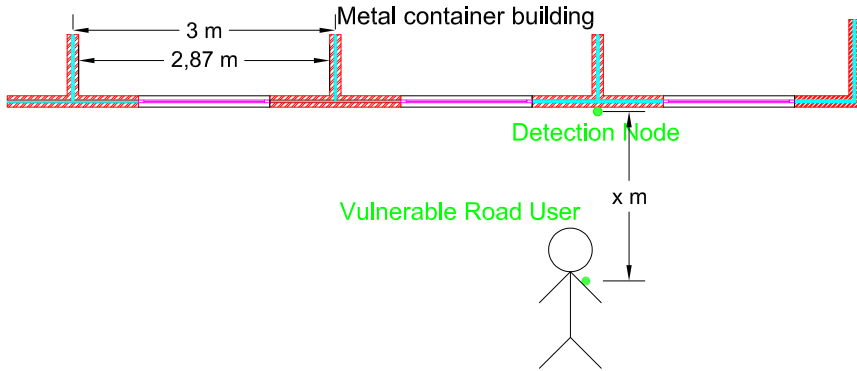 Metal container building
3 m
2,87 m
Detection Node
x m
Vulnerable Road User